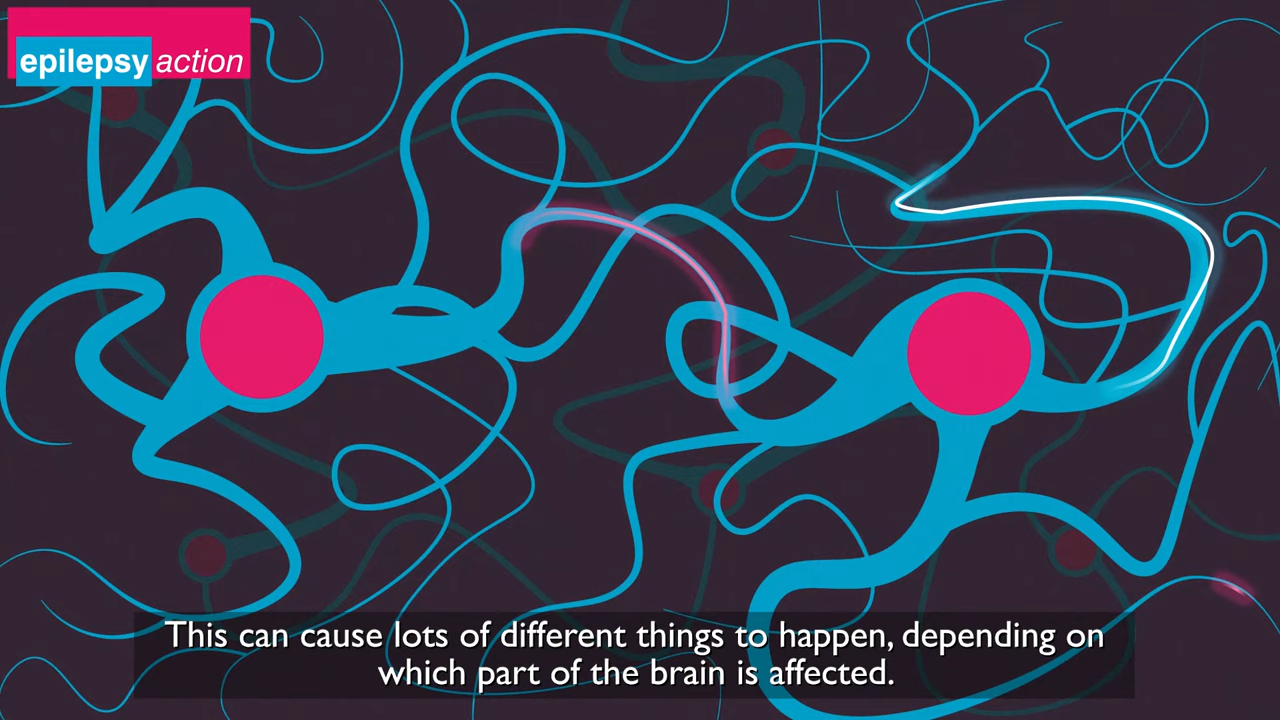 epilepsy action
This can cause lots of different things to happen, depending on
which part of the brain is affected.